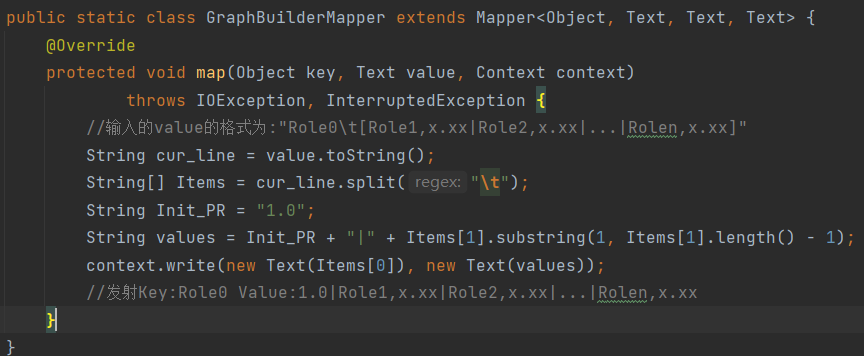 public static class GraphBuilderMapper extends Mapper<Object, Text, Text, Text> {
@Override
protected void map(Object key, Text value, Context context)
throws IOException, InterruptedException {
//输入的value的格式为:"Role0\t[Role1,x.xx|Role2,x.xx|...|Rolen,x.xx]"
String cur_line = value.toString();
String[] Items = cur_line.split( regex: "\t");
String Init_PR = "1.0";
String values = Init_PR + "|" + Items[1].substring(1, Items[1].length() - 1);
context.write(new Text(Items[0]), new Text(values));
//发射Key:Role0 Value:1.0|Role1,x.xx|Role2,x.xx|...|Rolen,x.xx
}
}